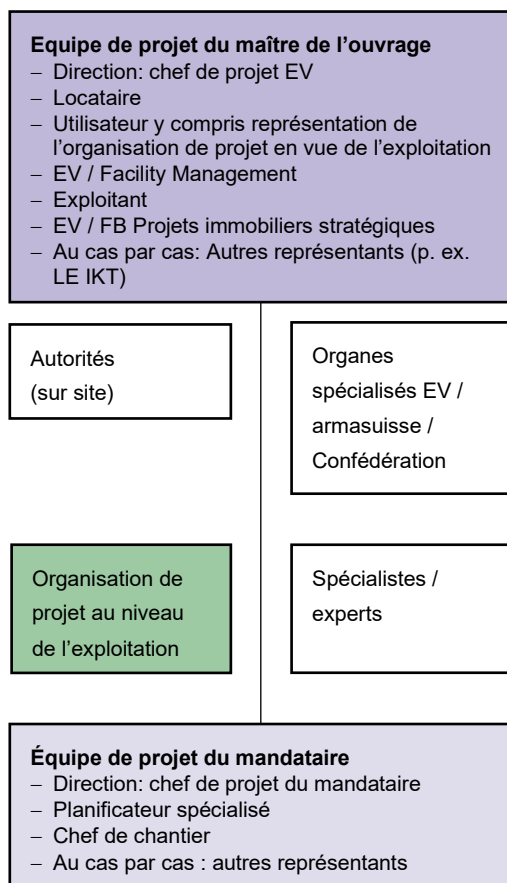 Equipe de projet du maître de l’ouvrage
– Direction: chef de projet EV
– Locataire
– Utilisateur y compris représentation de
l’organisation de projet en vue de l’exploitation
– EV / Facility Management
– Exploitant
– EV / FB Projets immobiliers stratégiques
– Au cas par cas: Autres représentants (p. ex.
LE IKT)
Autorités
(sur site)
Organes
spécialisés EV /
armasuisse /
Confédération
Organisation de
projet au niveau
de l’exploitation
Spécialistes /
experts
Équipe de projet du mandataire
– Direction: chef de projet du mandataire
– Planificateur spécialisé
– Chef de chantier
– Au cas par cas : autres représentants